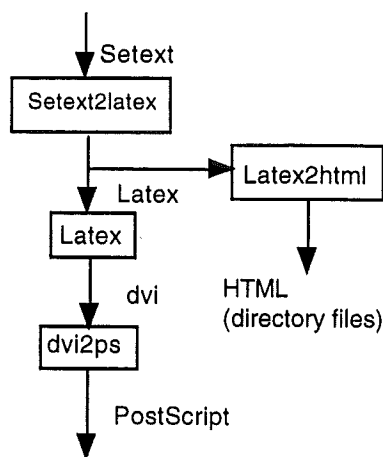 Setext
Setext2latex
Latex2html
Latex
Latex
dvi
HTML
(directory files)
dvi2ps
PostScript